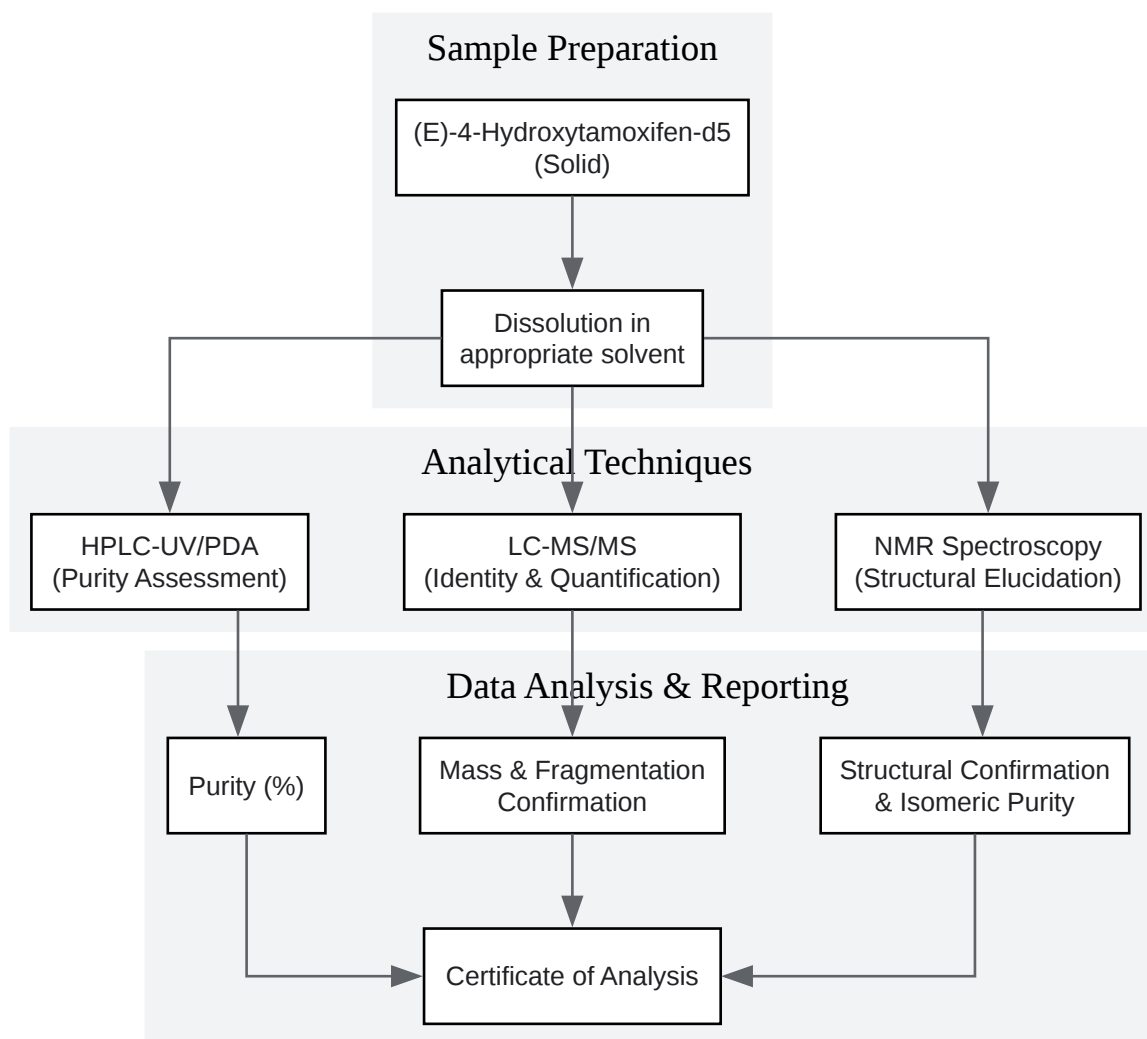 Sample Preparation
(E)-4-Hydroxytamoxifen-d5
(Solid)
Dissolution in
appropriate solvent
Analytical Techniques
HPLC-UV/PDA
(Purity Assessment)
LC-MS/MS
(Identity & Quantification)
NMR Spectroscopy
(Structural Elucidation)
Data Analysis & Reporting
Purity (%)
Mass & Fragmentation
Confirmation
Structural Confirmation
& Isomeric Purity
Certificate of Analysis